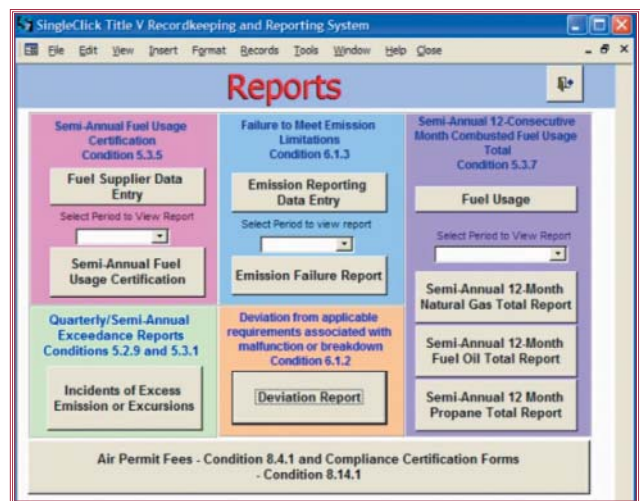 SingleClick Title V Recordkeeping and Reporting System
File Edit View Insert Format Records Tools Window Help Close
Reports
Semi-Annual Fuel Usage
Certification
Condition 5.3.5
Fuel Supplier Data
Entry
Select Period to View Report
Semi-Annual Fuel
Usage Certification
Failure to Meet Emission
Limitations
Condition 6.1.3
Emission Reporting
Data Entry
Select Period to view report
Emission Failure Report
Semi-Annual 12-Consecutive
Month Combusted Fuel Usage
Total
Condition 5.3.7
Fuel Usage
Select Period to View Report
Semi-Annual 12-Month
Natural Gas Total Report
Semi-Annual 12-Month
Fuel Oil Total Report
Semi-Annual 12 Month
Propane Total Report
Quarterly/Semi-Annual
Exceedance Reports
Conditions 5.2.9 and 5.3.1
Incidents of Excess
Emission or Excursions
Deviation from applicable
requirements associated with
malfunction or breakdown
Condition 6.1.2
Deviation Report
Air Permit Fees - Condition 8.4.1 and Compliance Certification Forms
- Condition 8.14.1